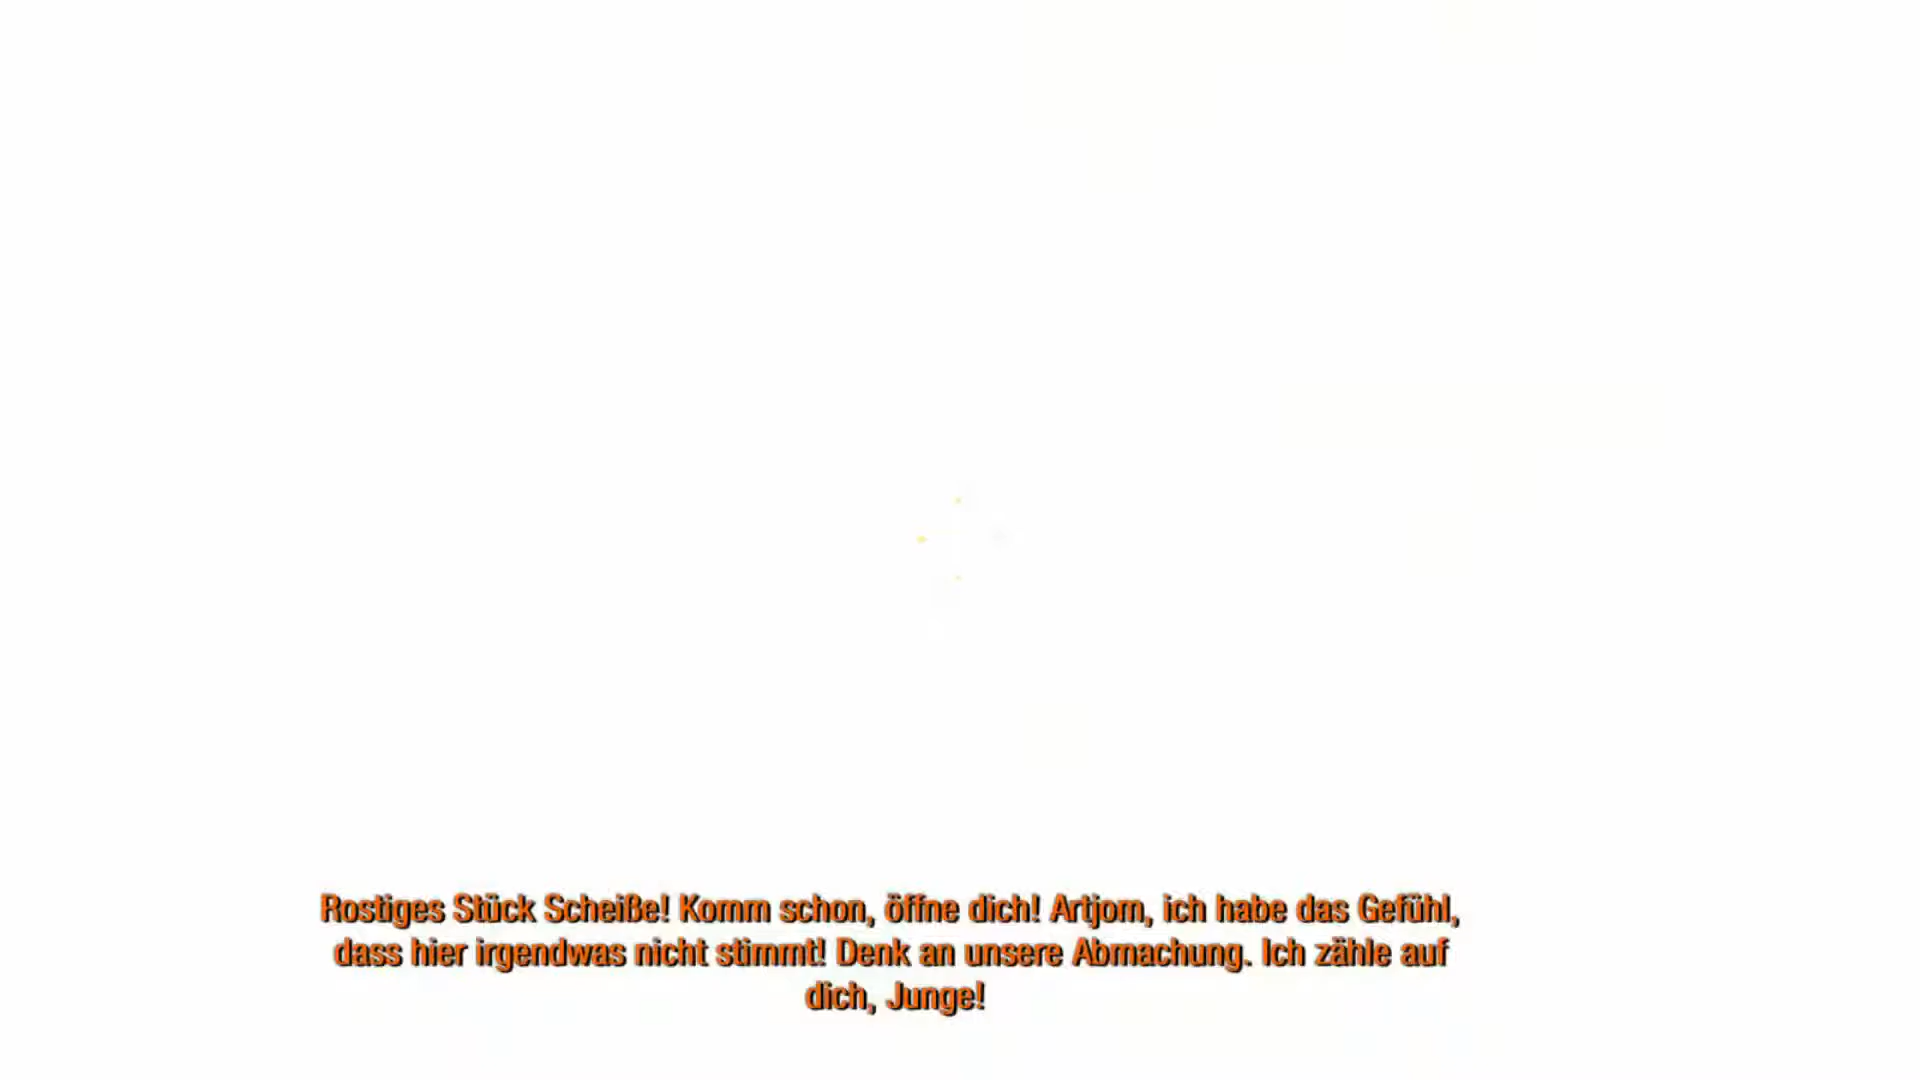 Rostiges Stück Scheiße! Komm schon, öffne dich! Artjom, ich habe das Gefühl,
dass hier irgendwas nicht stimmt! Denk an unsere Abmachung. Ich zähle auf
dich, Junge!